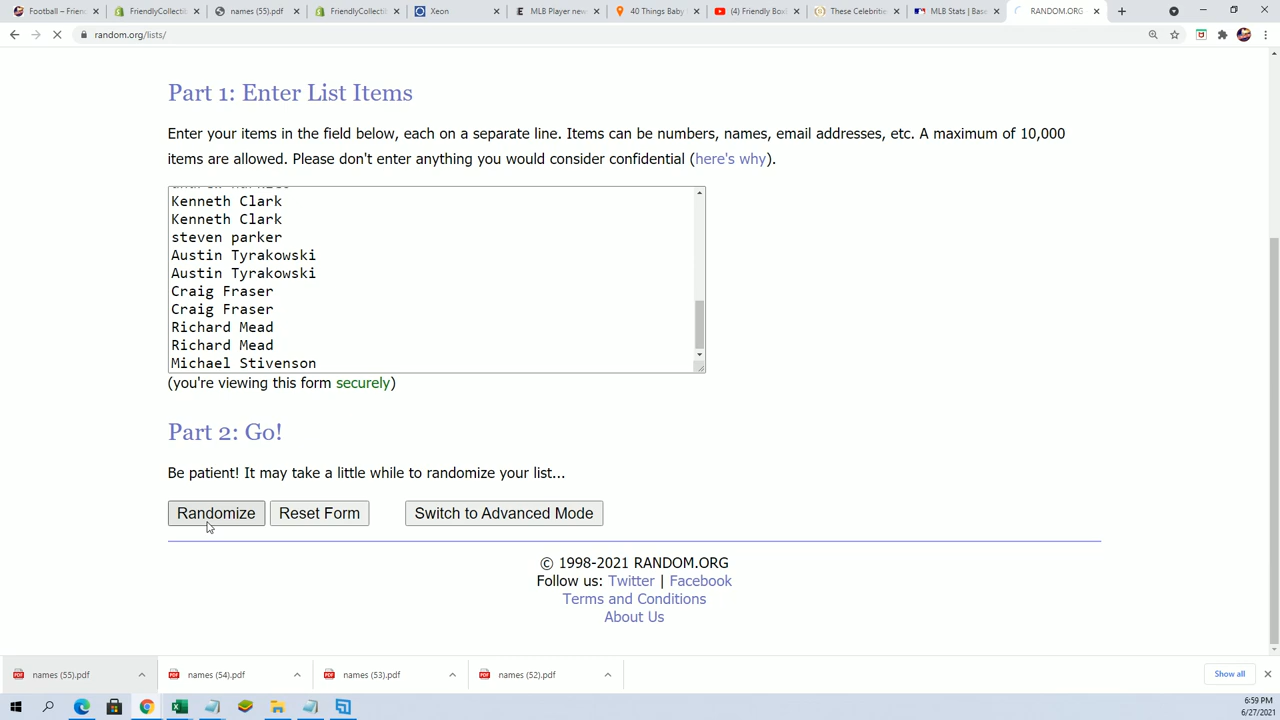 Football – Frien
FriendlyCollecti
names (55).pdf
FriendlyCollecti
Xeon
MLB Player new
40 Things Baby
(4) Friendly Box
These Celebritie
MLB Stats | Base
RANDOM.ORG
random.org/lists/
Part 1: Enter List Items
Enter your items in the field below, each on a separate line. Items can be numbers, names, email addresses, etc. A maximum of 10,000
items are allowed. Please don't enter anything you would consider confidential (here's why).
Kenneth Clark
Kenneth Clark
steven parker
Austin Tyrakowski
Austin Tyrakowski
Craig Fraser
Craig Fraser
Richard Mead
Richard Mead
Michael Stivenson
(you're viewing this form securely)
Part 2: Go!
Be patient! It may take a little while to randomize your list...
Randomize Reset Form Switch to Advanced Mode
© 1998-2021 RANDOM.ORG
Follow us: Twitter | Facebook
Terms and Conditions
About Us
names (55).pdf
names (54).pdf
names (53).pdf
names (52).pdf
Show all
6:59 PM
6/27/2021